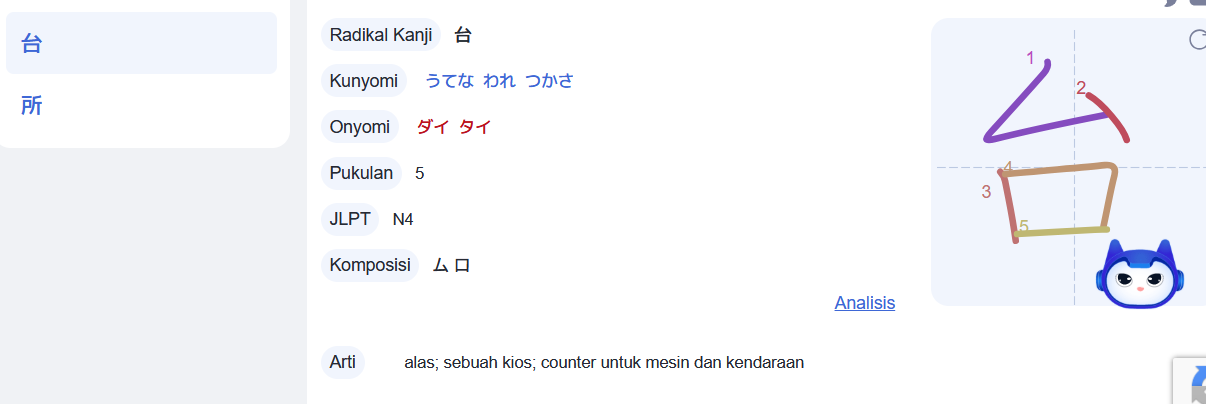 台
所
Radikal Kanji 台
Kunyomi うてな われ つかさ
Onyomi ダイ タイ
Pukulan 5
JLPT N4
Komposisi ム 口
Analisis
Arti alas; sebuah kios; counter untuk mesin dan kendaraan
1
2
3
4
5